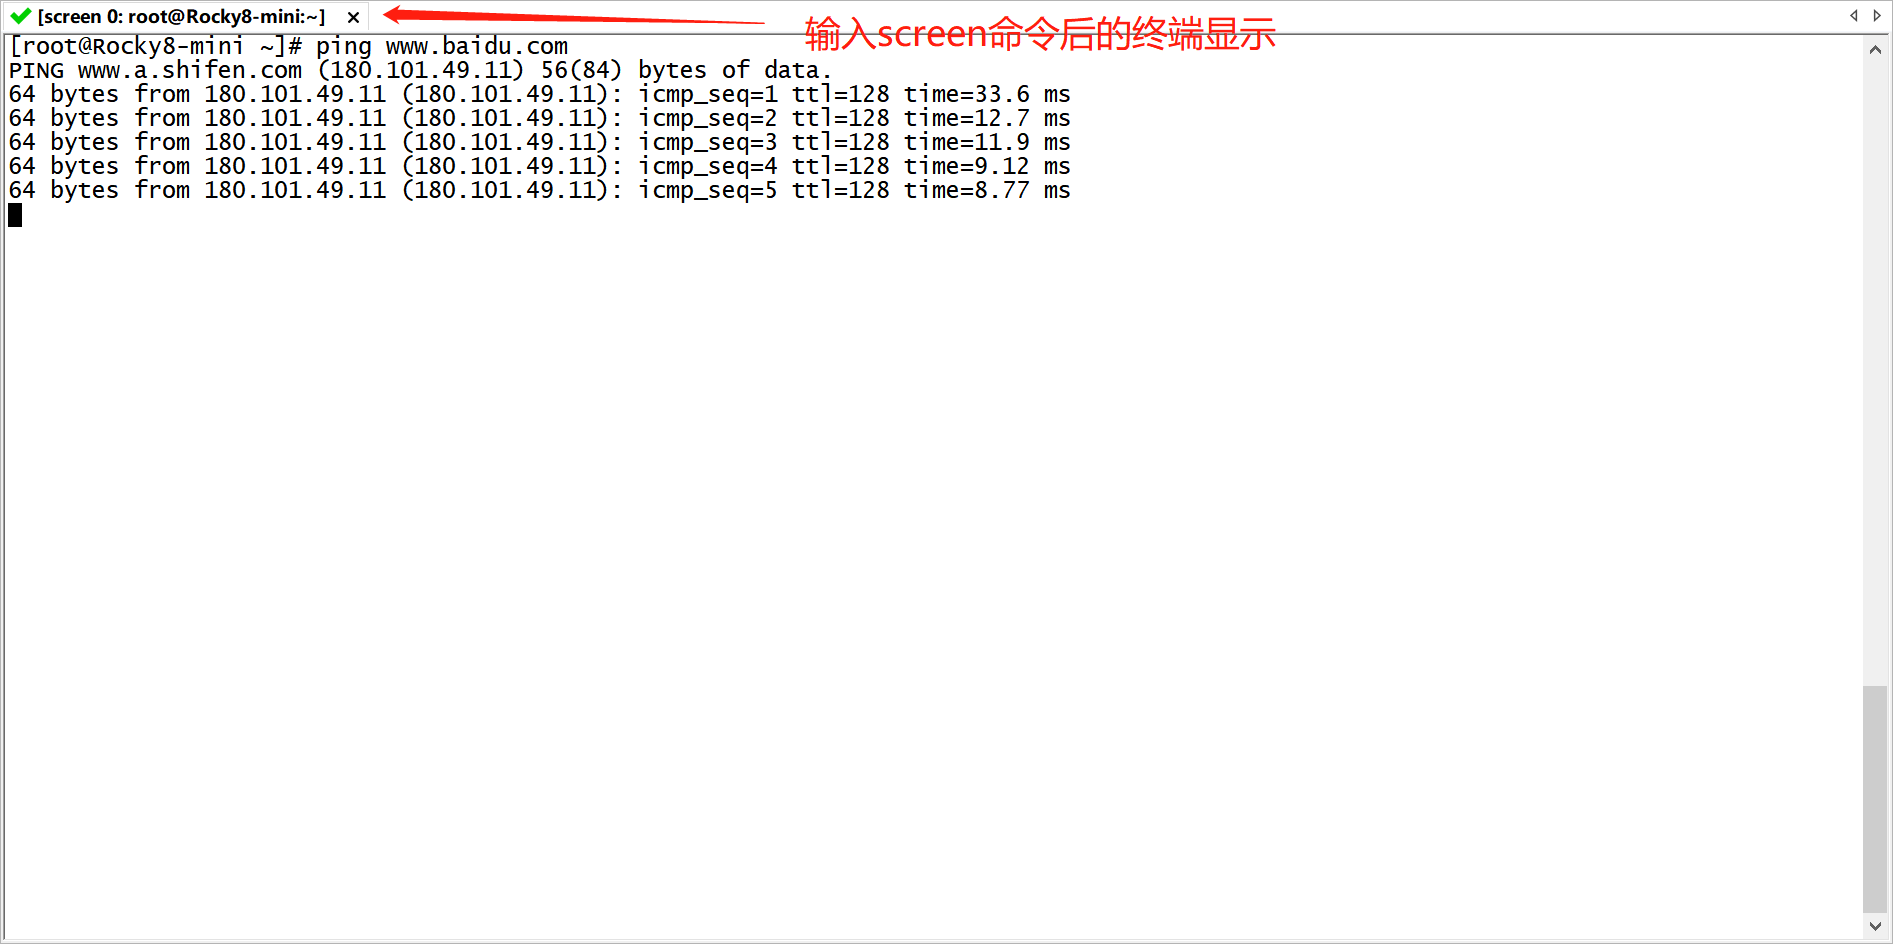 [screen 0: root@Rocky8-mini:~]
输入screen命令后的终端显示
[root@Rocky8-mini ~]# ping www.baidu.com
PING www.a.shifen.com (180.101.49.11) 56(84) bytes of data.
64 bytes from 180.101.49.11 (180.101.49.11): icmp_seq=1 ttl=128 time=33.6 ms
64 bytes from 180.101.49.11 (180.101.49.11): icmp_seq=2 ttl=128 time=12.7 ms
64 bytes from 180.101.49.11 (180.101.49.11): icmp_seq=3 ttl=128 time=11.9 ms
64 bytes from 180.101.49.11 (180.101.49.11): icmp_seq=4 ttl=128 time=9.12 ms
64 bytes from 180.101.49.11 (180.101.49.11): icmp_seq=5 ttl=128 time=8.77 ms